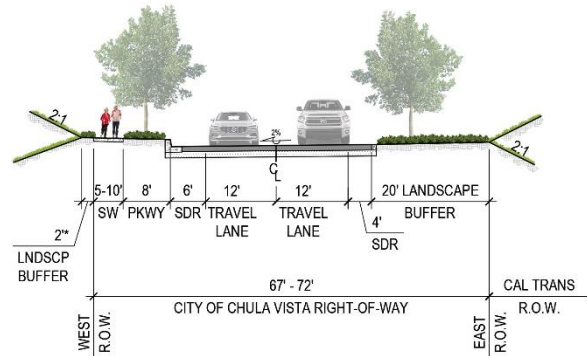 2:1
2%
2:1
C
L
5-10' 8' 6' 12' 12' 20' LANDSCAPE
SW PKWY SDR TRAVEL TRAVEL BUFFER
LANE LANE
2'*
LNDSCP
BUFFER
4'
SDR
67' - 72'
CITY OF CHULA VISTA RIGHT-OF-WAY
CAL TRANS
R.O.W.
WEST
R.O.W.
EAST
R.O.W.